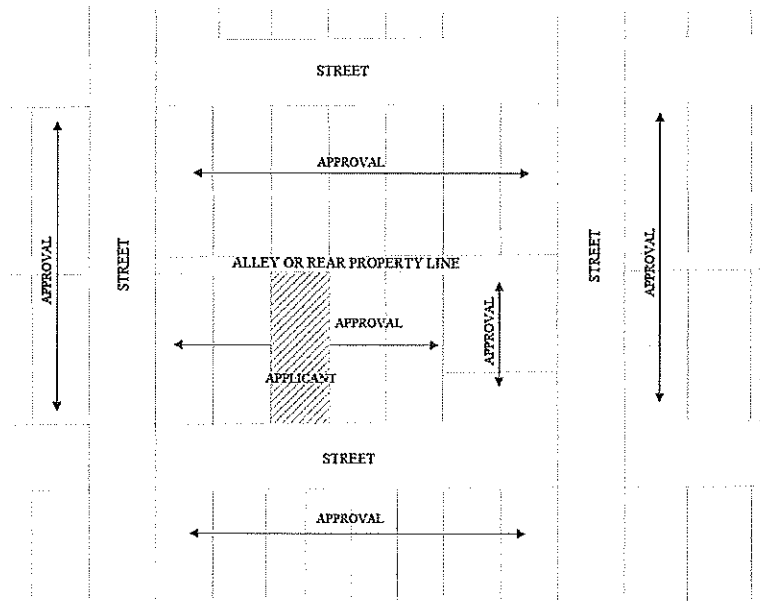 STREET
APPROVAL
APPROVAL
STREET
STREET
APPROVAL
ALLEY OR REAR PROPERTY LINE
APPROVAL
APPROVAL
APPLICANT
STREET
APPROVAL